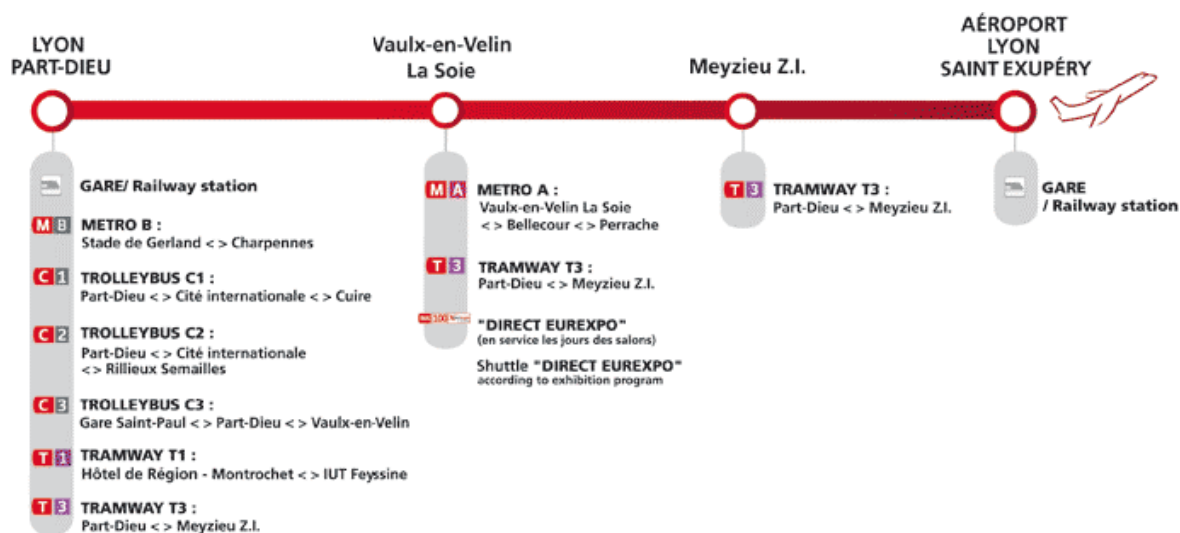 LYON
PART-DIEU
Vaulx-en-Velin
La Soie
Meyzieu Z.I.
AÉROPORT
LYON
SAINT EXUPÉRY
GARE/ Railway station
M B METRO B :
Stade de Gerland < > Charpennes
C 1 TROLLEYBUS C1 :
Part-Dieu < > Cité internationale < > Cuire
C 2 TROLLEYBUS C2 :
Part-Dieu < > Cité internationale
< > Rillieux Semailles
C 3 TROLLEYBUS C3 :
Gare Saint-Paul < > Part-Dieu < > Vaulx-en-Velin
T 1 TRAMWAY T1 :
Hôtel de Région - Montrochet < > IUT Feyssine
T 3 TRAMWAY T3 :
Part-Dieu < > Meyzieu Z.I.
M A METRO A :
Vaulx-en-Velin La Soie
< > Bellecour < > Perrache
T 3 TRAMWAY T3 :
Part-Dieu < > Meyzieu Z.I.
100
"DIRECT EUREXPO"
(en service les jours des salons)
Shuttle "DIRECT EUREXPO"
according to exhibition program
T 3 TRAMWAY T3 :
Part-Dieu < > Meyzieu Z.I.
GARE
/ Railway station